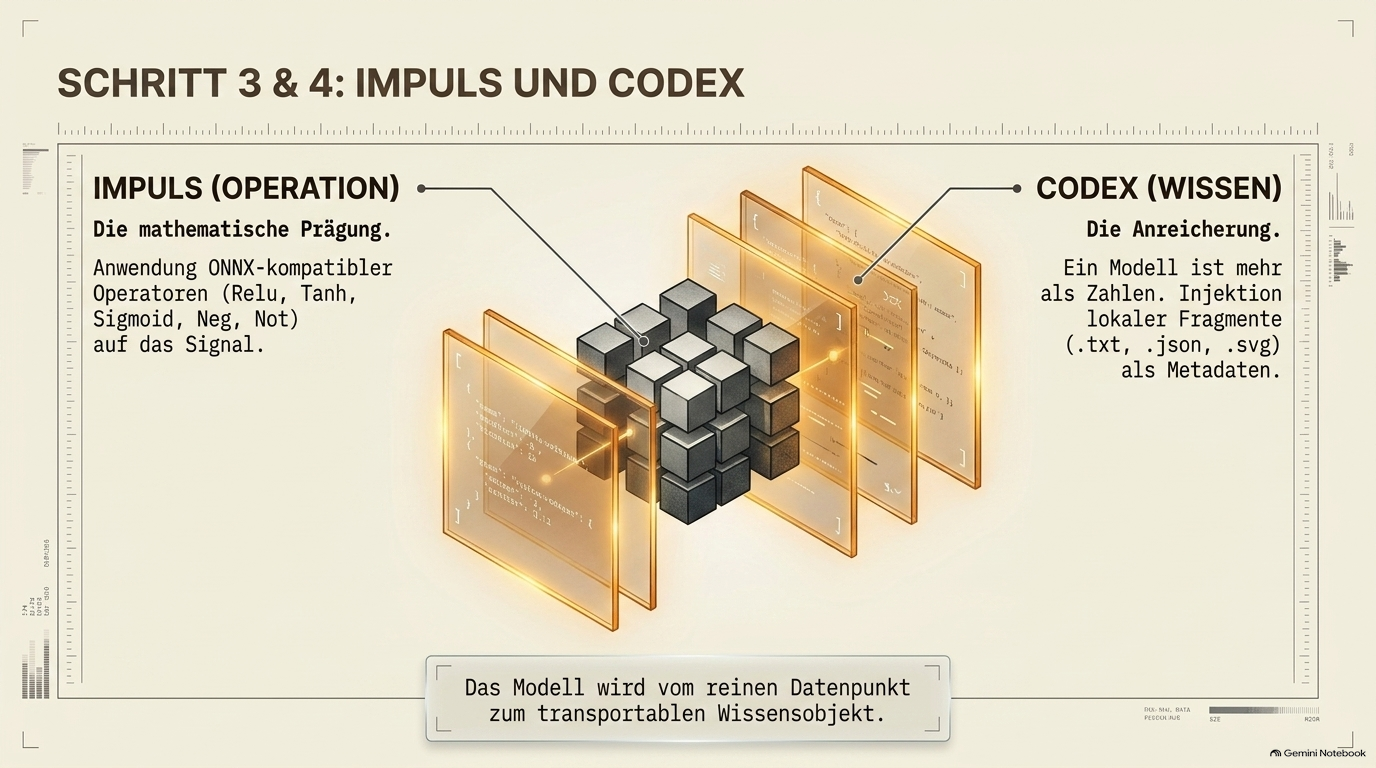 SCHRITT 3 & 4: IMPULS UND CODEX
IMPULS (OPERATION)
Die mathematische Prägung.
Anwendung ONNX-kompatibler
Operatoren (Relu, Tanh,
Sigmoid, Neg, Not)
auf das Signal.
CODEX (WISSEN)
Die Anreicherung.
Ein Modell ist mehr
als Zahlen. Injektion
lokaler Fragmente
(.txt, .json, .svg)
als Metadaten.
Das Modell wird vom reinen Datenpunkt
zum transportablen Wissensobjekt.
Gemini Notebook